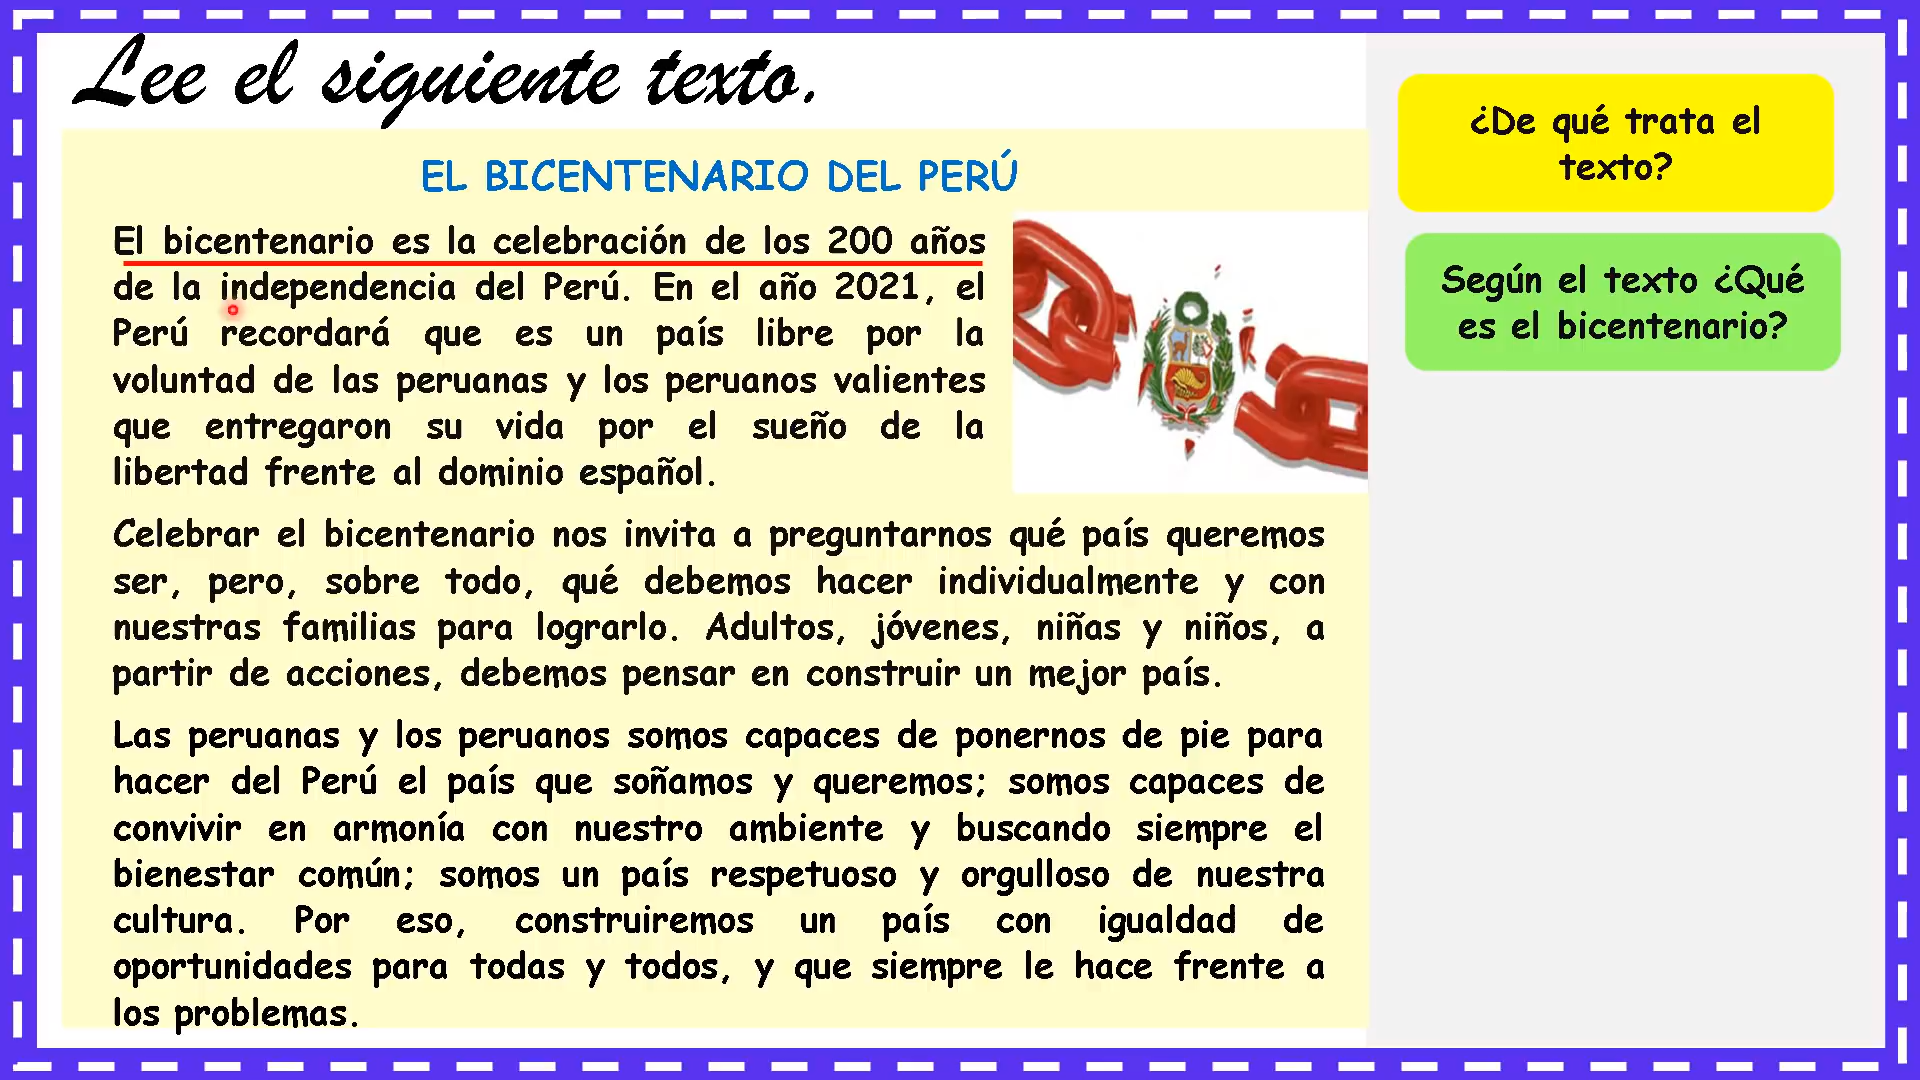 Lee el siguiente texto.
EL BICENTENARIO DEL PERÚ
El bicentenario es la celebración de los 200 años
de la independencia del Perú. En el año 2021, el
Perú recordará que es un país libre por la
voluntad de las peruanas y los peruanos valientes
que entregaron su vida por el sueño de la
libertad frente al dominio español.
Celebrar el bicentenario nos invita a preguntarnos qué país queremos
ser, pero, sobre todo, qué debemos hacer individualmente y con
nuestras familias para lograrlo. Adultos, jóvenes, niñas y niños, a
partir de acciones, debemos pensar en construir un mejor país.
Las peruanas y los peruanos somos capaces de ponernos de pie para
hacer del Perú el país que soñamos y queremos; somos capaces de
convivir en armonía con nuestro ambiente y buscando siempre el
bienestar común; somos un país respetuoso y orgulloso de nuestra
cultura. Por eso, construiremos un país con igualdad de
oportunidades para todas y todos, y que siempre le hace frente a
los problemas.
¿De qué trata el
texto?
Según el texto ¿Qué
es el bicentenario?